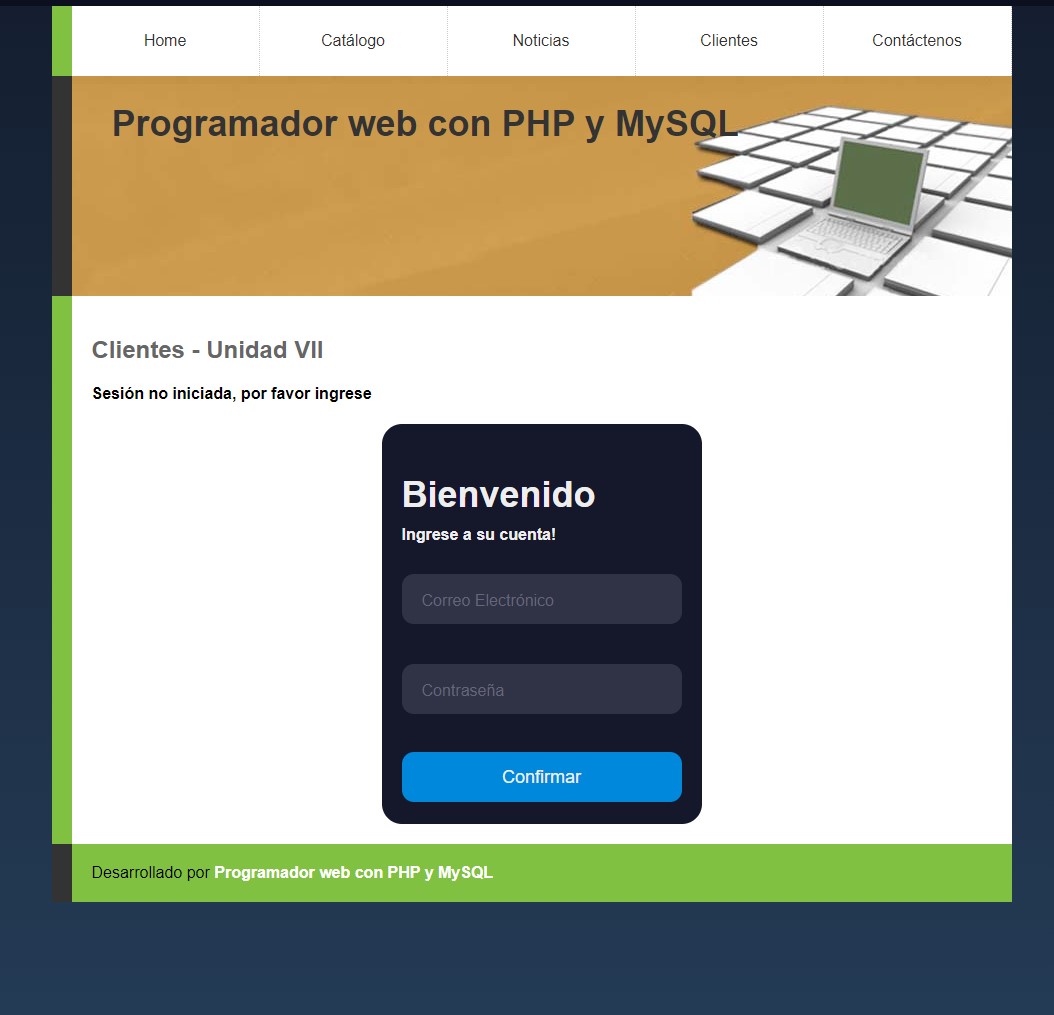 Home
Catálogo
Noticias
Clientes
Contáctenos
Programador web con PHP y MySQL
Clientes - Unidad VII
Sesión no iniciada, por favor ingrese
Bienvenido
Ingrese a su cuenta!
Correo Electrónico
Contraseña
Confirmar
Desarrollado por Programador web con PHP y MySQL